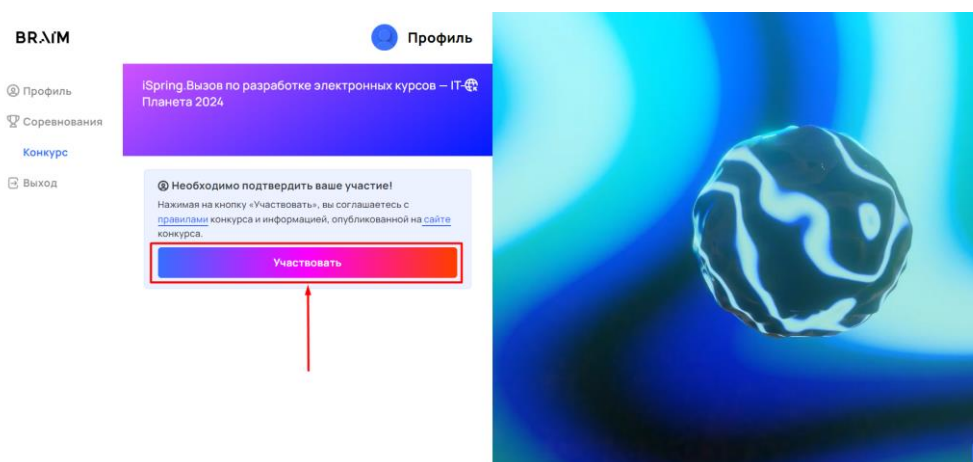 BRAIM
Профиль
Профиль
Соревнования
Конкурс
Выход
iSpring.Вызов по разработке электронных курсов — IT-
Планета 2024
Необходимо подтвердить ваше участие!
Нажимая на кнопку «Участвовать», вы соглашаетесь с
правилами конкурса и информацией, опубликованной на сайте
конкурса.
Участвовать